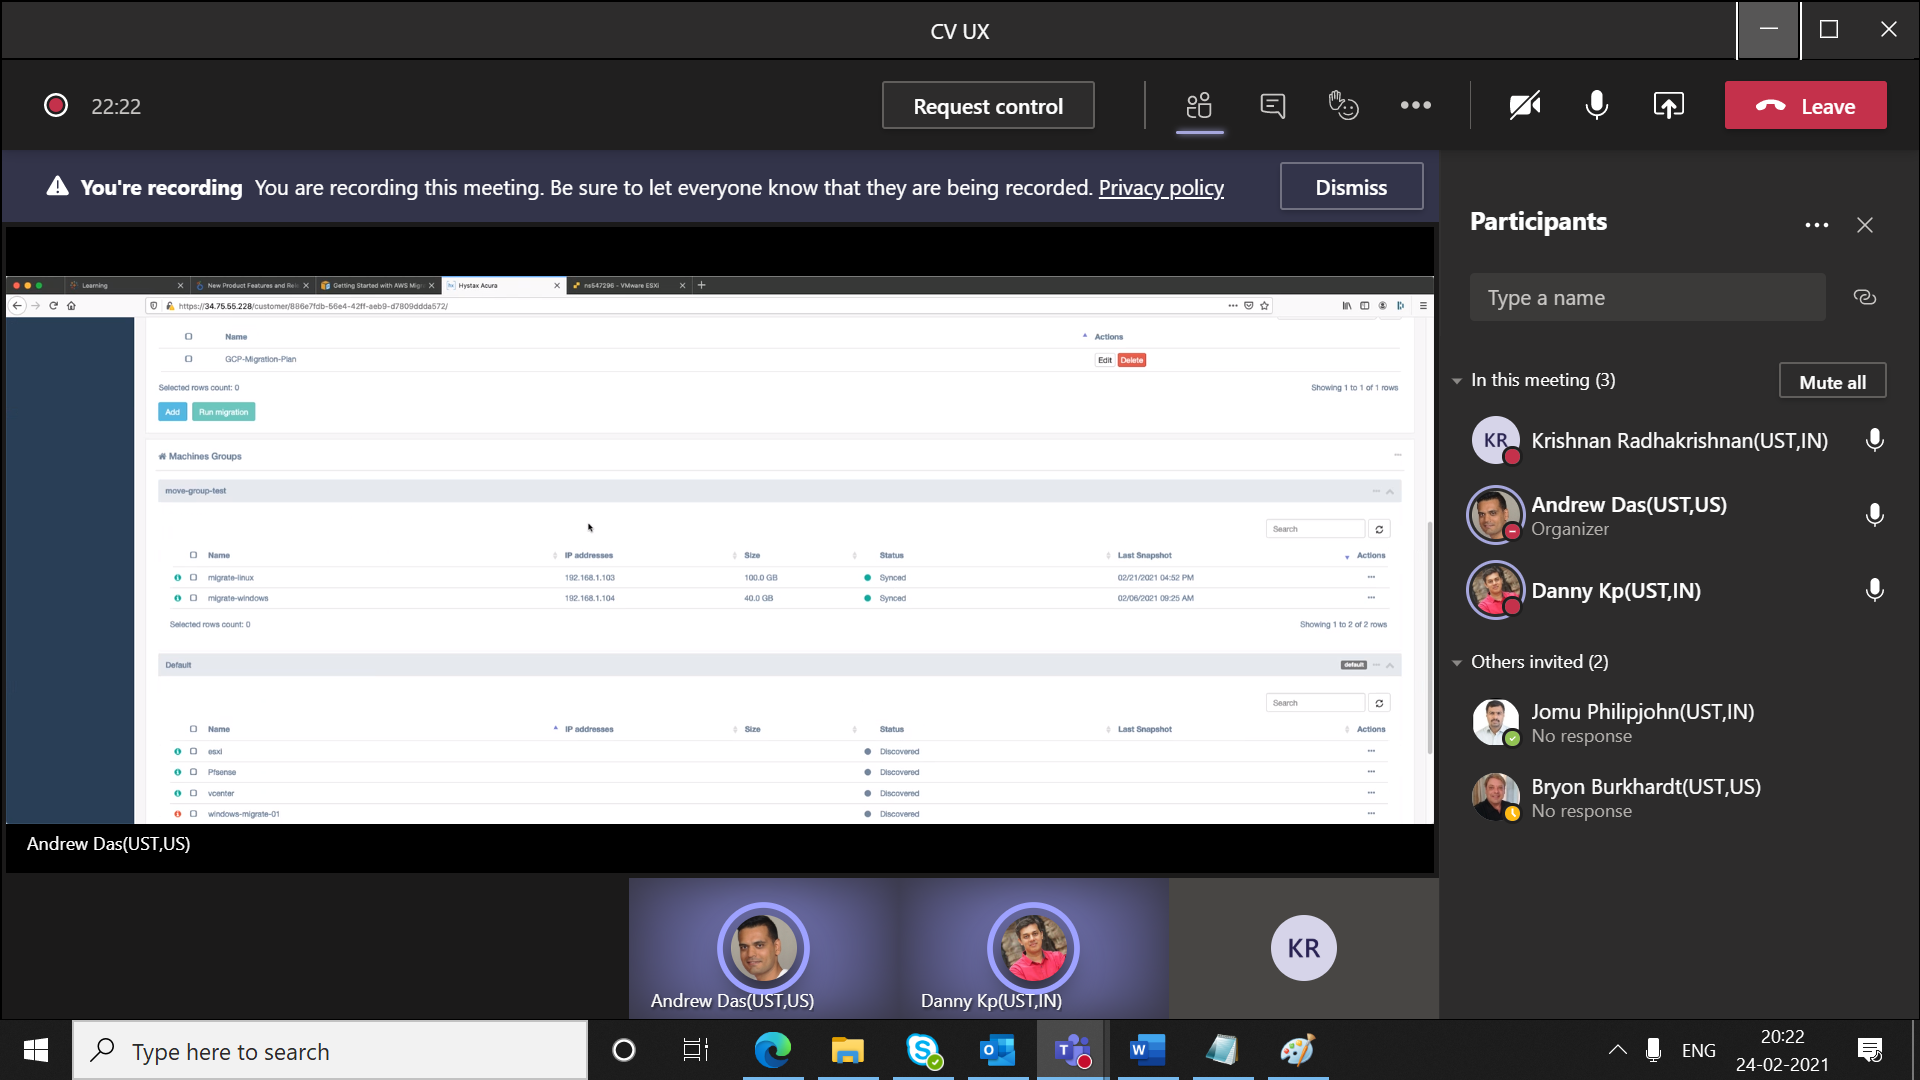 CV UX
22:22
Request control
Leave
You're recording You are recording this meeting. Be sure to let everyone know that they are being recorded. Privacy policy
Dismiss
Learning
New Product Features and Rel
Getting Started with AWS Mig
Hystax Acura
ns547296 - VMware ESXi
https://34.75.55.228/customer/886e7fdb-56e4-42ff-aeb9-d7809ddda572/
Name Actions
GCP-Migration-Plan Edit Delete
Selected rows count: 0 Showing 1 to 1 of 1 rows
Add Run migration
Machines Groups
move-group-test
Search
Name IP addresses Size Status Last Snapshot Actions
migrate-linux 192.168.1.103 100.0 GB Synced 02/21/2021 04:52 PM
migrate-windows 192.168.1.104 40.0 GB Synced 02/06/2021 09:25 AM
Selected rows count: 0 Showing 1 to 2 of 2 rows
Default default
Search
Name IP addresses Size Status Last Snapshot Actions
esxi Discovered
Pfsense Discovered
vcenter Discovered
windows-migrate-01 Discovered
Andrew Das(UST,US)
Andrew Das(UST,US)
Danny Kp(UST,IN)
KR
Participants
Type a name
In this meeting (3)
Mute all
KR Krishnan Radhakrishnan(UST,IN)
Andrew Das(UST,US)
Organizer
Danny Kp(UST,IN)
Others invited (2)
Jomu Philipjohn(UST,IN)
No response
Bryon Burkhardt(UST,US)
No response
Type here to search
ENG
20:22
24-02-2021